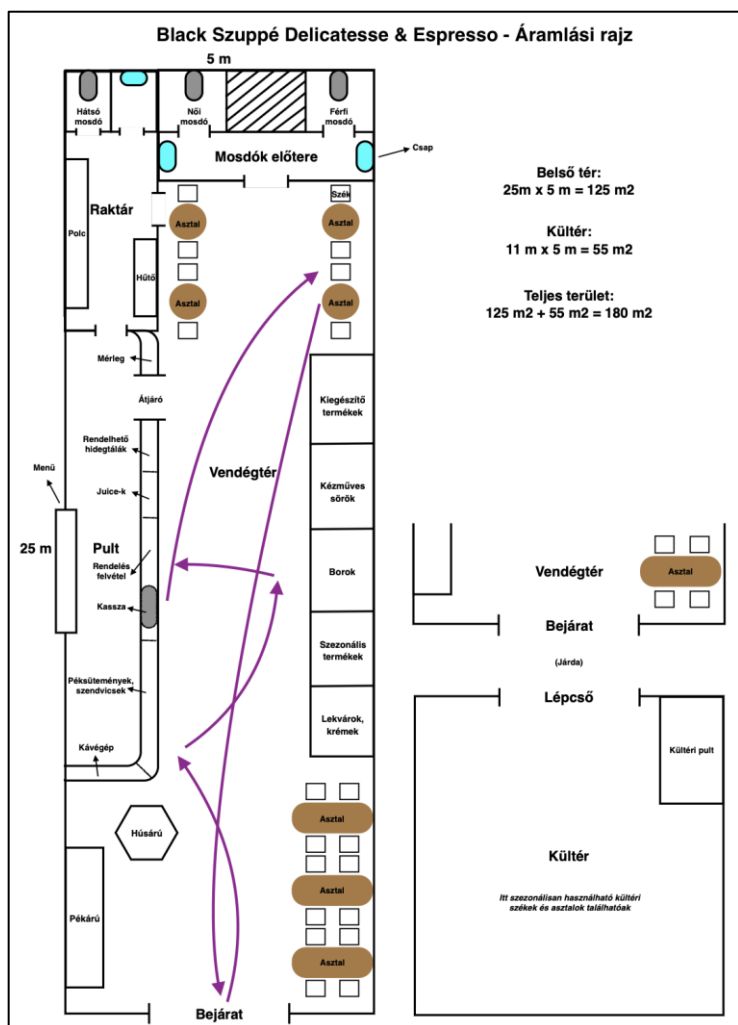 Black Szuppé Delicatesse & Espresso - Áramlási rajz
5 m
Hátsó
mosdó
Női
mosdó
Férfi
mosdó
Mosdók előtere
Csap
Raktár
Polc
Hűtő
Szék
Asztal
Asztal
Asztal
Asztal
Mérleg
Átjáró
Rendelhető
hidegtálák
Menü
Juice-k
25 m
Pult
Rendelés
felvétel
Kassza
Péksütemények,
szendvicsek
Kávégép
Vendégtér
Kiegészítő
termékek
Kézműves
sörök
Borok
Szezonális
termékek
Lekvárok,
krémek
Húsárú
Pékárú
Asztal
Asztal
Asztal
Bejárat
Belső tér:
25m x 5 m = 125 m2
Kültér:
11 m x 5 m = 55 m2
Teljes terület:
125 m2 + 55 m2 = 180 m2
Vendégtér
Asztal
Bejárat
(Járda)
Lépcső
Kültéri pult
Kültér
Itt szezonálisan használható kültéri
székek és asztalok találhatóak